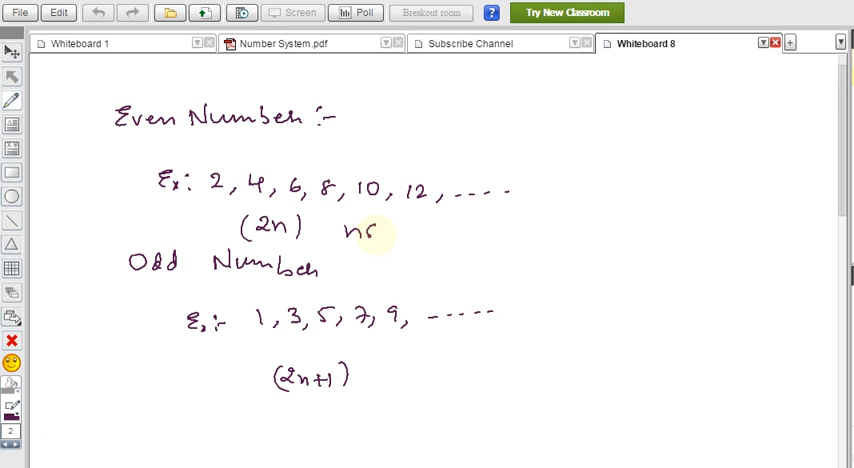 File Edit Screen Poll Breakout room ? Try New Classroom
Whiteboard 1 Number System.pdf Subscribe Channel Whiteboard 8
Even Number :-
Ex: 2, 4, 6, 8, 10, 12, ----
(2n)
Odd Number
Ex:- 1, 3, 5, 7, 9, -----
(2n+1)
2